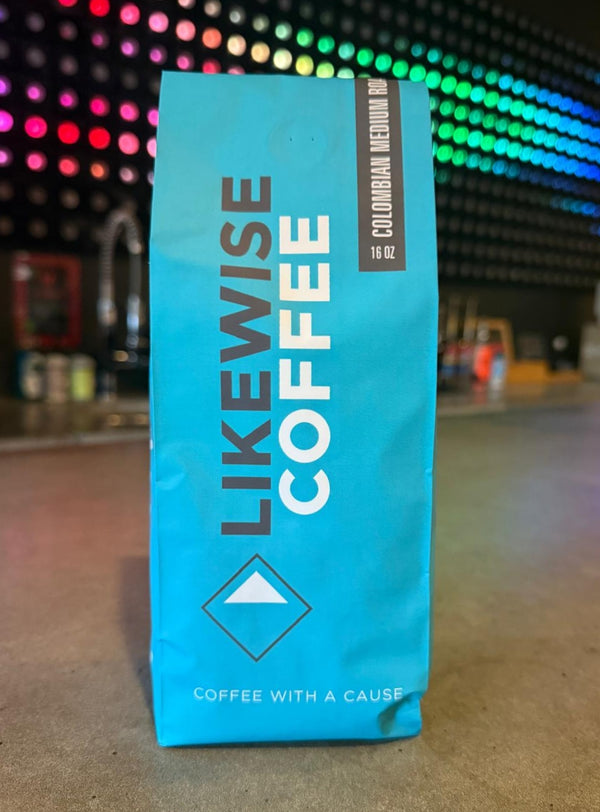 COLOMBIAN MEDIUM
16 OZ
LIKEWISE
COFFEE
COFFEE WITH A CAUSE